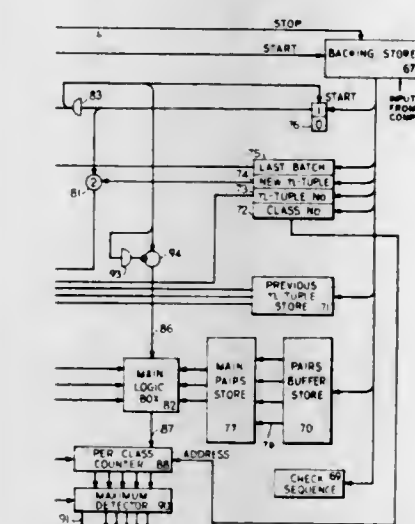 STOP
START
BACKING STORE
67
INPUT
FROM
COMP
83
START
1
0
76
75
LAST BATCH
74
NEW n-TUPLE
73
n-TUPLE NO
72
CLASS NO
2
81
94
93
PREVIOUS
n-TUPLE
STORE 71
86
MAIN
LOGIC
BOX
82
MAIN
PAIRS
STORE
77
PAIRS
BUFFER
STORE
70
79
87
PER CLASS
COUNTER 88
ADDRESS
CHECK 69
SEQUENCE
MAXIMUM
DETECTOR 90
91